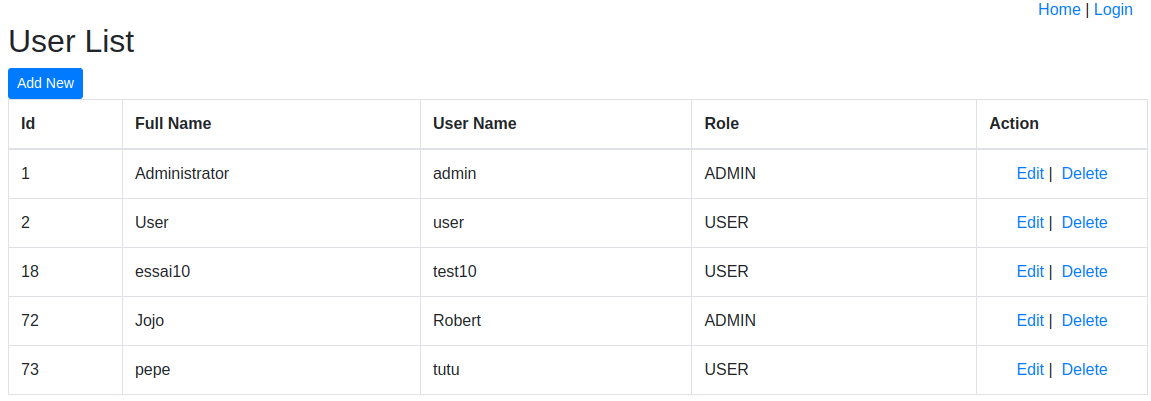 Home | Login
User List
Add New
Id Full Name User Name Role Action
1 Administrator admin ADMIN Edit | Delete
2 User user USER Edit | Delete
18 essai10 test10 USER Edit | Delete
72 Jojo Robert ADMIN Edit | Delete
73 pepe tutu USER Edit | Delete